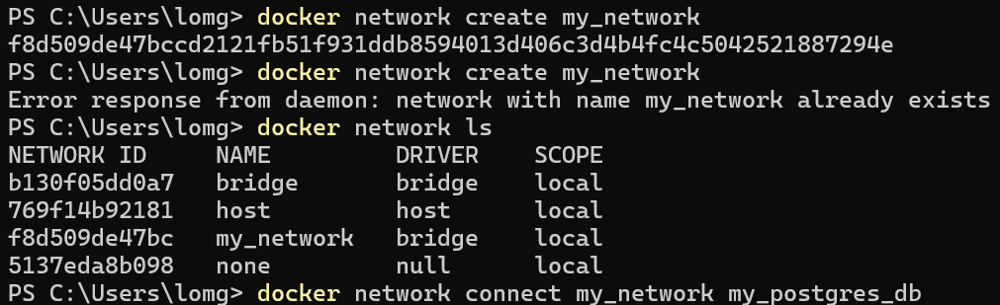 PS C:\Users\lomg> docker network create my_network
f8d509de47bccd2121fb51f931ddb8594013d406c3d4b4fc4c5042521887294e
PS C:\Users\lomg> docker network create my_network
Error response from daemon: network with name my_network already exists
PS C:\Users\lomg> docker network ls
NETWORK ID     NAME         DRIVER    SCOPE
b130f05dd0a7   bridge       bridge    local
769f14b92181   host         host      local
f8d509de47bc   my_network   bridge    local
5137eda8b098   none         null      local
PS C:\Users\lomg> docker network connect my_network my_postgres_db